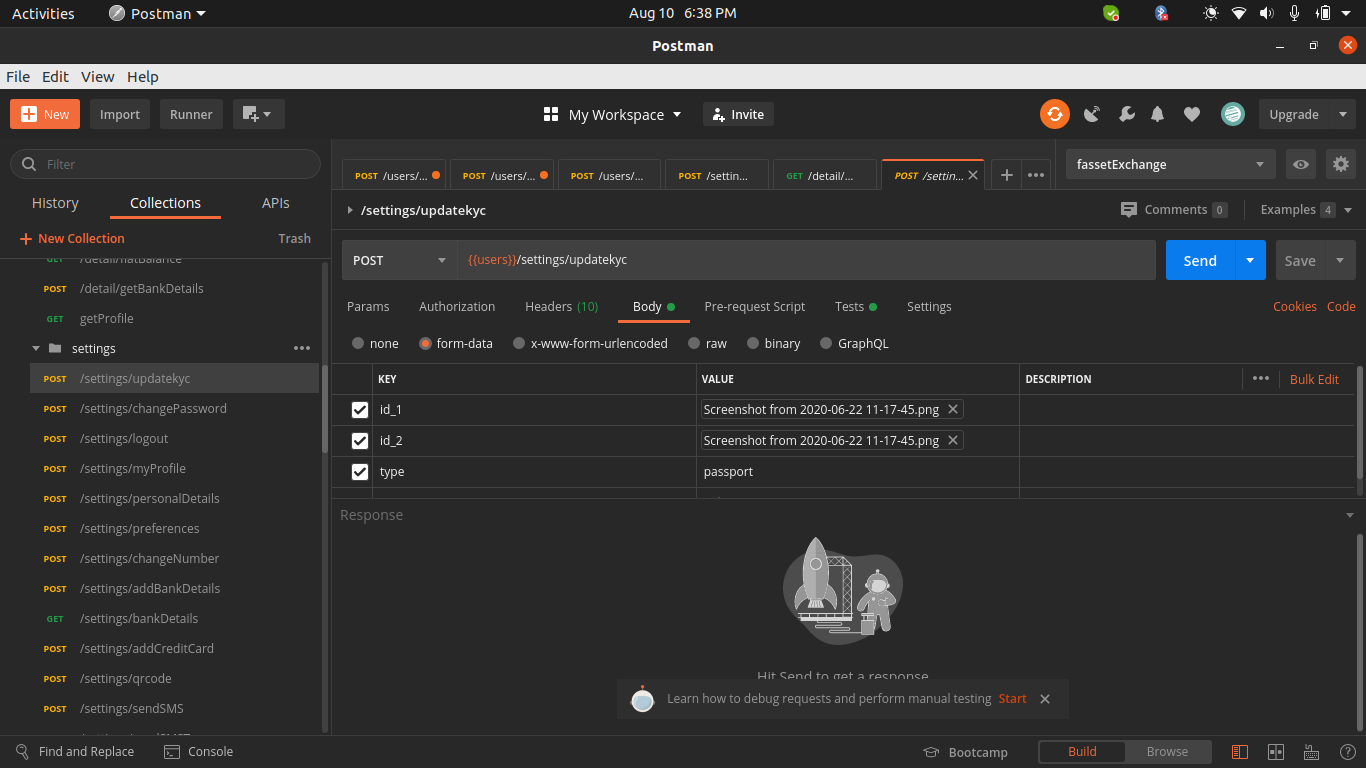 Activities Postman Aug 10 6:38 PM
Postman
File Edit View Help
New Import Runner My Workspace Invite Upgrade
Filter
History Collections APIs
New Collection Trash
GET /detail/fiatBalance
POST /detail/getBankDetails
GET getProfile
settings
POST /settings/updatekyc
POST /settings/changePassword
POST /settings/logout
POST /settings/myProfile
POST /settings/personalDetails
POST /settings/preferences
POST /settings/changeNumber
POST /settings/addBankDetails
GET /settings/bankDetails
POST /settings/addCreditCard
POST /settings/qrcode
POST /settings/sendSMS
POST /users/... POST /users/... POST /users/... POST /settin... GET /detail/... POST /settin... fassetExchange
/settings/updatekyc Comments 0 Examples 4
POST {{users}}/settings/updatekyc Send Save
Params Authorization Headers (10) Body Pre-request Script Tests Settings Cookies Code
none form-data x-www-form-urlencoded raw binary GraphQL
KEY VALUE DESCRIPTION Bulk Edit
id_1 Screenshot from 2020-06-22 11-17-45.png
id_2 Screenshot from 2020-06-22 11-17-45.png
type passport
Response
Hit Send to get a response
Learn how to debug requests and perform manual testing Start
Find and Replace Console Bootcamp Build Browse